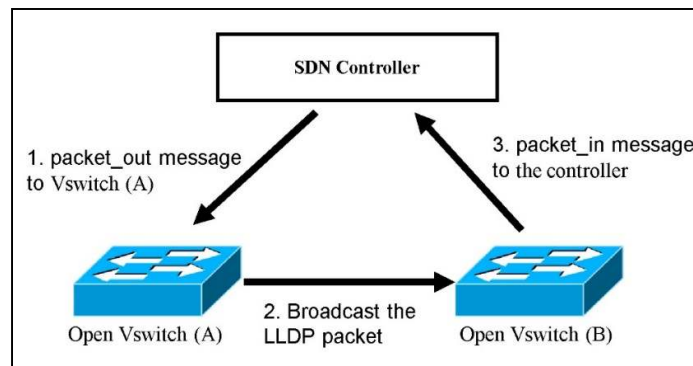 SDN Controller
1. packet_out message
to Vswitch (A)
3. packet_in message
to the controller
2. Broadcast the
LLDP packet
Open Vswitch (A)
Open Vswitch (B)